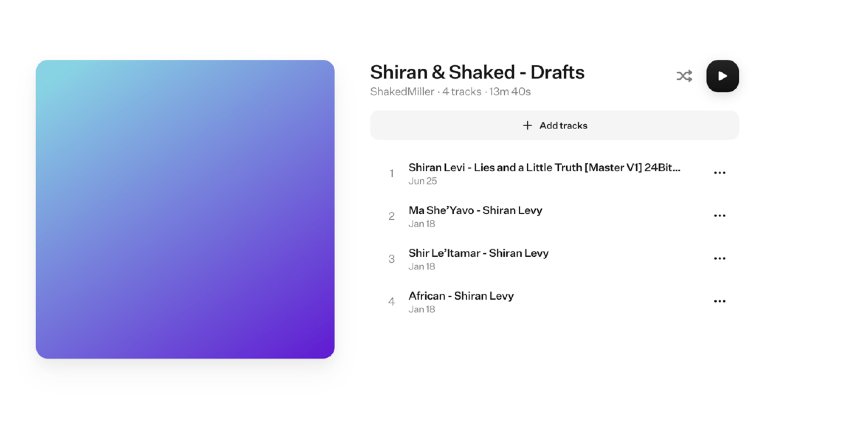 Shiran & Shaked - Drafts
ShakedMiller · 4 tracks · 13m 40s
+ Add tracks
1 Shiran Levi - Lies and a Little Truth [Master V1] 24Bit...
Jun 25
2 Ma She'Yavo - Shiran Levy
Jan 18
3 Shir Le'Itamar - Shiran Levy
Jan 18
4 African - Shiran Levy
Jan 18